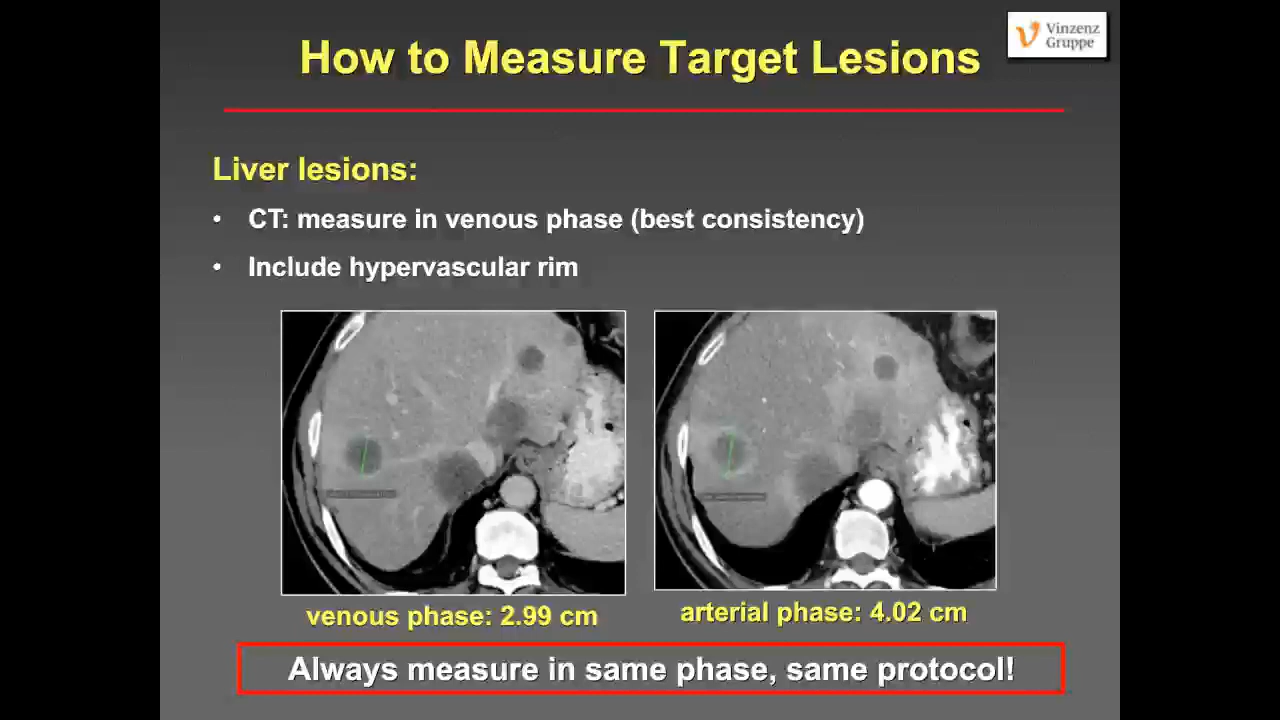 How to Measure Target Lesions
Vinzenz
Gruppe
Liver lesions:
• CT: measure in venous phase (best consistency)
• Include hypervascular rim
venous phase: 2.99 cm
arterial phase: 4.02 cm
Always measure in same phase, same protocol!